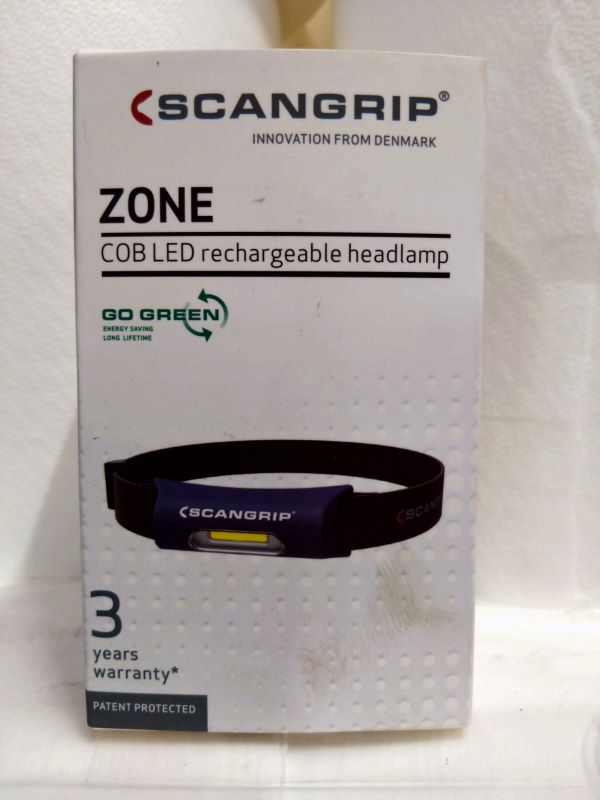 SCANGRIP®
INNOVATION FROM DENMARK
ZONE
COB LED rechargeable headlamp
GO GREEN
ENERGY SAVING
LONG LIFETIME
SCANGRIP®
3
years
warranty*
PATENT PROTECTED